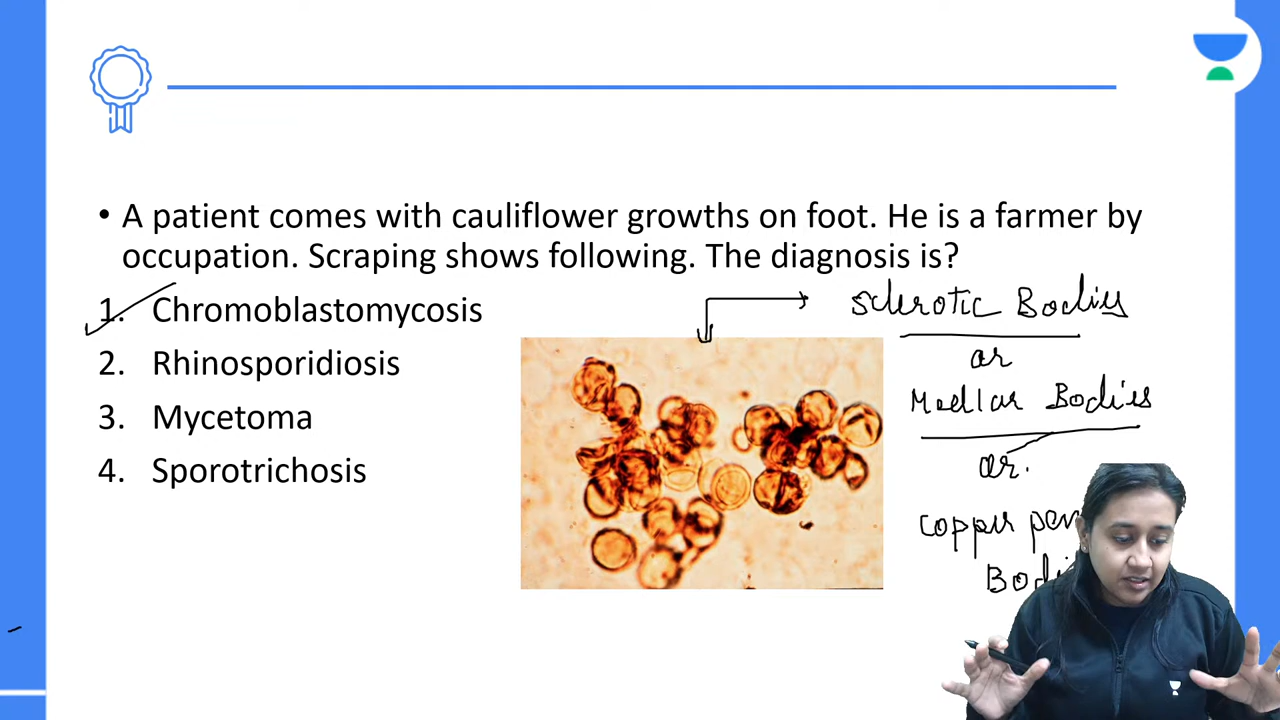 • A patient comes with cauliflower growths on foot. He is a farmer by
occupation. Scraping shows following. The diagnosis is?
1. Chromoblastomycosis
2. Rhinosporidiosis
3. Mycetoma
4. Sporotrichosis
Sclerotic Bodies
or
Medlar Bodies
or.
copper